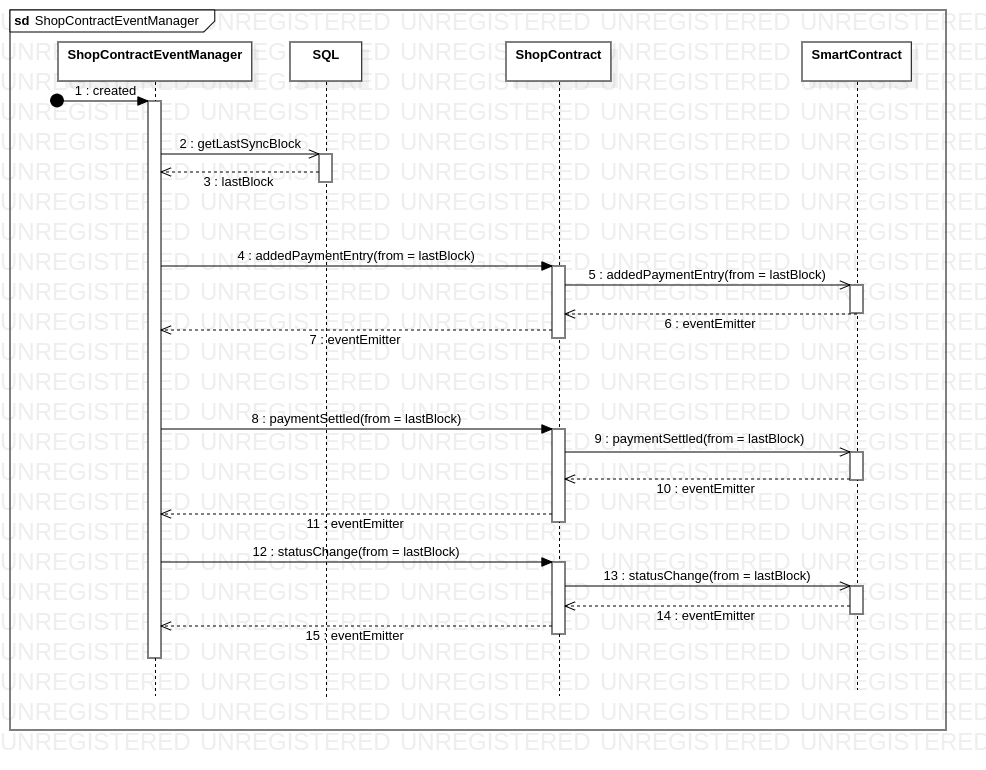 sd ShopContractEventManager
ShopContractEventManager
SQL
ShopContract
SmartContract
1 : created
2 : getLastSyncBlock
3 : lastBlock
4 : addedPaymentEntry(from = lastBlock)
5 : addedPaymentEntry(from = lastBlock)
6 : eventEmitter
7 : eventEmitter
8 : paymentSettled(from = lastBlock)
9 : paymentSettled(from = lastBlock)
10 : eventEmitter
11 : eventEmitter
12 : statusChange(from = lastBlock)
13 : statusChange(from = lastBlock)
14 : eventEmitter
15 : eventEmitter
UNREGISTERED UNREGISTERED UNREGISTERED UNREGISTERED UNREGISTERED